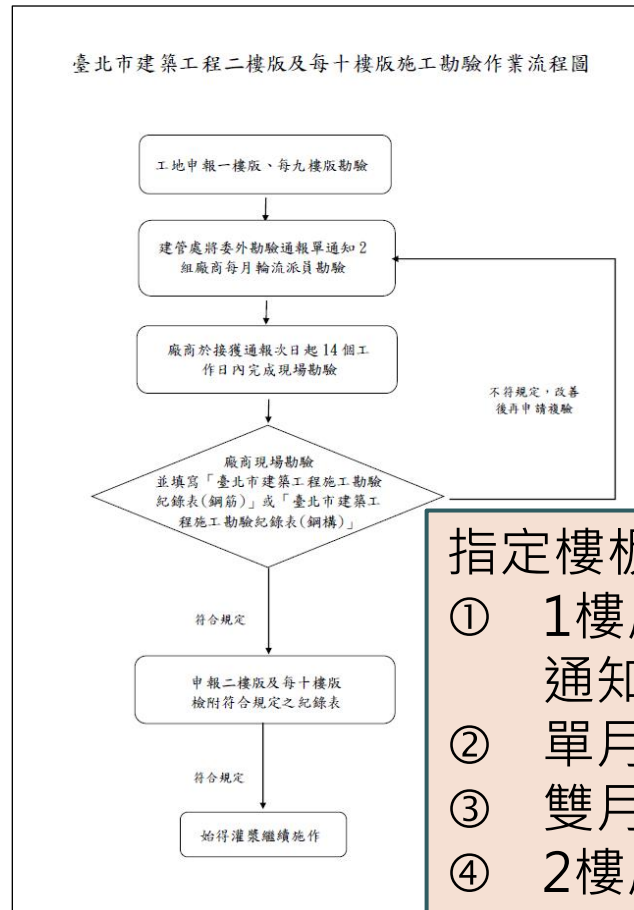 臺北市建築工程二樓版及每十樓版施工勘驗作業流程圖
工地申報一樓版、每九樓版勘驗
建管處將委外勘驗通報單通知2
組廠商每月輪流派員勘驗
廠商於接獲通報次日起14個工
作日內完成現場勘驗
不符規定，改善
後再申請複驗
廠商現場勘驗
並填寫「臺北市建築工程施工勘驗
紀錄表(鋼筋)」或「臺北市建築工
程施工勘驗紀錄表(鋼構)」
符合規定
申報二樓版及每十樓版
檢附符合規定之紀錄表
符合規定
始得灌漿繼續施作
指定樓板
① 1樓
通知
② 單月
③ 雙月
④ 2樓